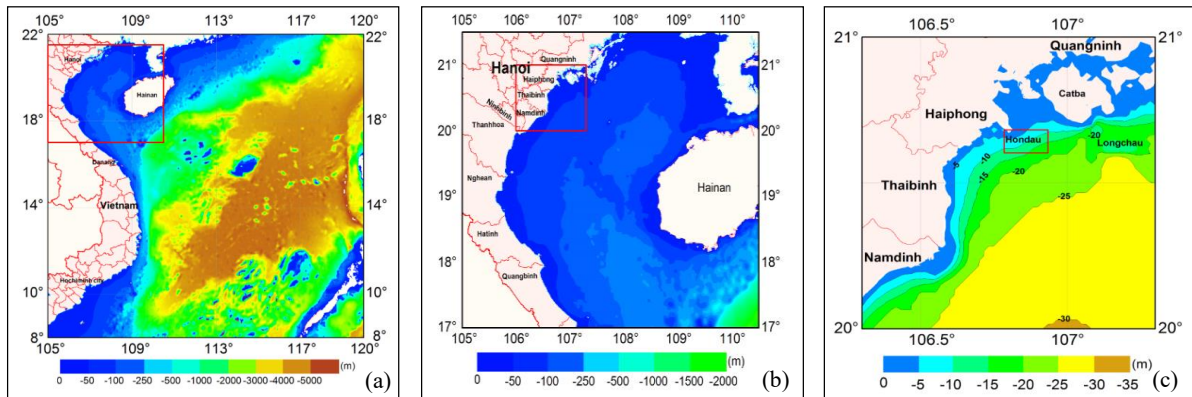 105° 109° 113° 117° 120°
22° 22°
Hanoi
Hainan
18° 18°
Danang
16° 16°
Vietnam
14° 14°
12° 12°
Hochiminh city
10° 10°
8° 8°
105 109° 113° 117° 120°
(m)
0 -50 -100 -250 -1000 -2000 -3000 -4000 -5000
(a)
105° 106° 107° 108° 109° 110°
21° 21°
Hanoi
Quangninh
Haiphong
Thaibinh
Namdinh
Ninhbinh
Thanhhoa
20° 20°
Nghean
Hainan
19° 19°
Hatinh
18° 18°
Quangbinh
17° 17°
105° 106° 107° 108° 109° 110°
(m)
0 -50 -100 -250 -500 -1000 -1500 -2000
(b)
106.5° 107°
21° 21°
Quangninh
Catba
Haiphong
Hondau
-20
Longchau
-5
-10
-15
-20
Thaibinh
-25
Namdinh
-30
20° 20°
106.5° 107°
(m)
0 -5 -10 -15 -20 -25 -30 -35
(c)